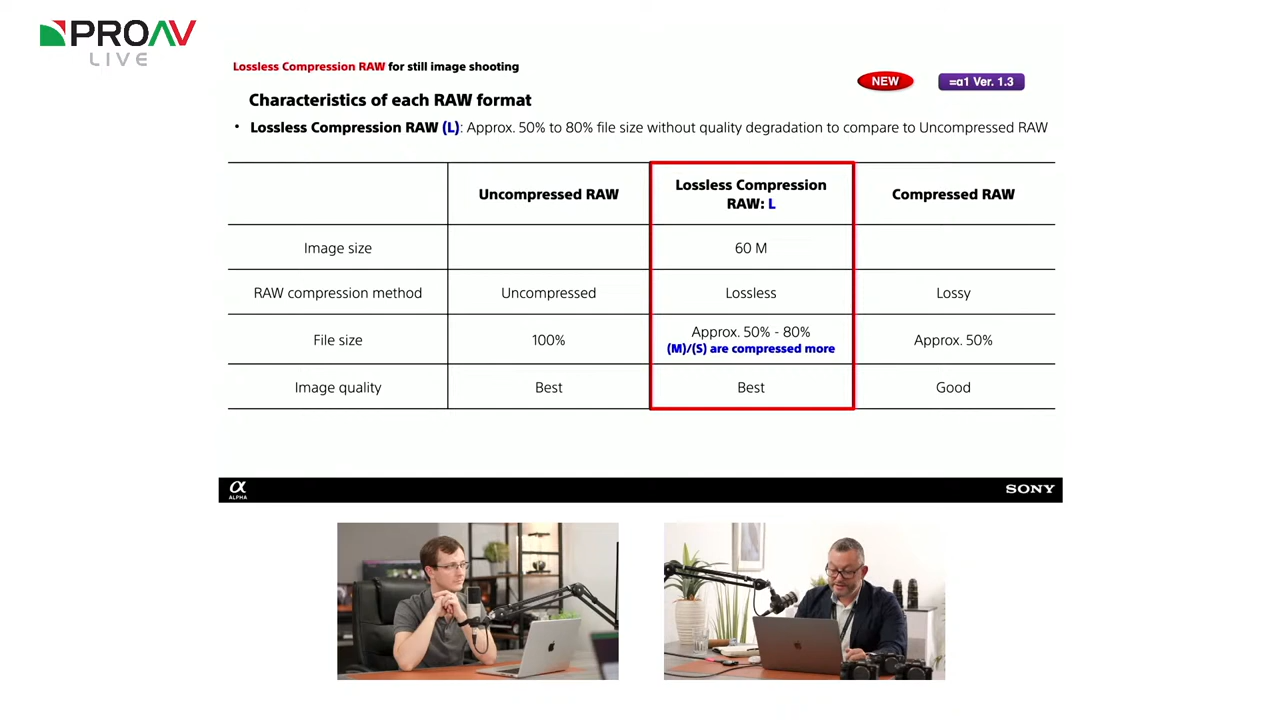 PROAV
LIVE
Lossless Compression RAW for still image shooting
NEW
=α1 Ver. 1.3
Characteristics of each RAW format
• Lossless Compression RAW (L): Approx. 50% to 80% file size without quality degradation to compare to Uncompressed RAW
Uncompressed RAW
Lossless Compression
RAW: L
Compressed RAW
Image size
60 M
RAW compression method
Uncompressed
Lossless
Lossy
File size
100%
Approx. 50% - 80%
(M)/(S) are compressed more
Approx. 50%
Image quality
Best
Best
Good
α
ALPHA
SONY